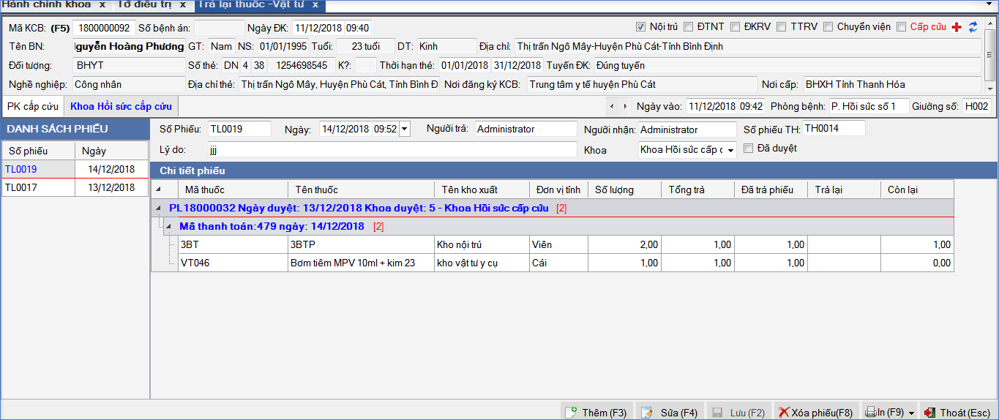 Hành chính khoa x Tờ điều trị x Trả lại thuốc -Vật tư x
Mã KCB: (F5) 1800000092 Số bệnh án: Ngày ĐK: 11/12/2018 09:40 Nội trú ĐTNT ĐKRV TTRV Chuyển viện Cấp cứu
Tên BN: Nguyễn Hoàng Phương GT: Nam NS: 01/01/1995 Tuổi: 23 tuổi DT: Kinh Địa chỉ: Thị trấn Ngô Mây-Huyện Phù Cát-Tỉnh Bình Định
Đối tượng: BHYT Số thẻ: DN 4 38 1254698545 K?: Thời hạn thẻ: 01/01/2018 31/12/2018 Tuyến ĐK: Đúng tuyến
Nghề nghiệp: Công nhân Địa chỉ thẻ: Thị trấn Ngô Mây, Huyện Phù Cát, Tỉnh Bình Đ Nơi đăng ký KCB: Trung tâm y tế huyện Phù Cát Nơi cấp: BHXH Tỉnh Thanh Hóa
PK cấp cứu Khoa Hồi sức cấp cứu Ngày vào: 11/12/2018 09:42 Phòng bệnh: P. Hồi sức số 1 Giường số: H002
DANH SÁCH PHIẾU
Số phiếu Ngày
TL0019 14/12/2018
TL0017 13/12/2018
Số Phiếu: TL0019 Ngày: 14/12/2018 09:52 Người trả: Administrator Người nhận: Administrator Số phiếu TH: TH0014
Lý do: jjj Khoa Khoa Hồi sức cấp c Đã duyệt
Chi tiết phiếu
Mã thuốc Tên thuốc Tên kho xuất Đơn vị tính Số lượng Tổng trả Đã trả phiếu Trả lại Còn lại
PL18000032 Ngày duyệt: 13/12/2018 Khoa duyệt: 5 - Khoa Hồi sức cấp cứu [2]
Mã thanh toán:479 ngày: 14/12/2018 [2]
3BT 3BTP Kho nội trú Viên 2,00 1,00 1,00 1,00
VT046 Bơm tiêm MPV 10ml + kim 23 kho vật tư y cụ Cái 1,00 1,00 1,00 0,00
Thêm (F3) Sửa (F4) Lưu (F2) Xóa phiếu(F8) In (F9) Thoát (Esc)